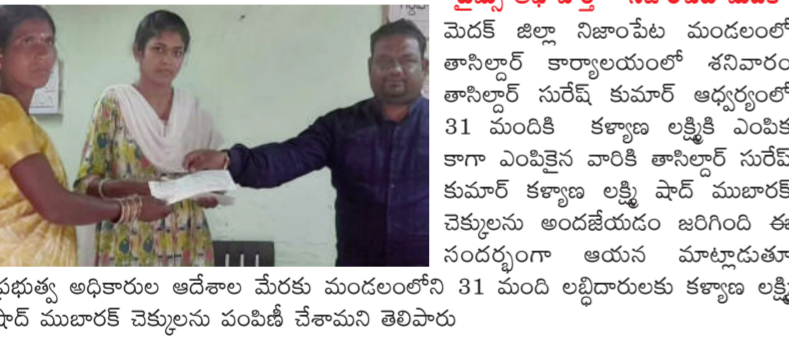 మెదక్ జిల్లా నిజాంపేట మండలంలో
తాసిల్దార్ కార్యాలయంలో శనివారం
తాసిల్దార్ సురేష్ కుమార్ ఆధ్వర్యంలో
31 మందికి కళ్యాణ లక్ష్మికి ఎంపిక
కాగా ఎంపికైన వారికి తాసిల్దార్ సురేష్
కుమార్ కళ్యాణ లక్ష్మి షాద్ ముబారక్
చెక్కులను అందజేయడం జరిగింది ఈ
సందర్భంగా ఆయన మాట్లాడుతూ
ప్రభుత్వ అధికారుల ఆదేశాల మేరకు మండలంలోని 31 మంది లబ్ధిదారులకు కళ్యాణ లక్ష్మి
షాద్ ముబారక్ చెక్కులను పంపిణీ చేశామని తెలిపారు